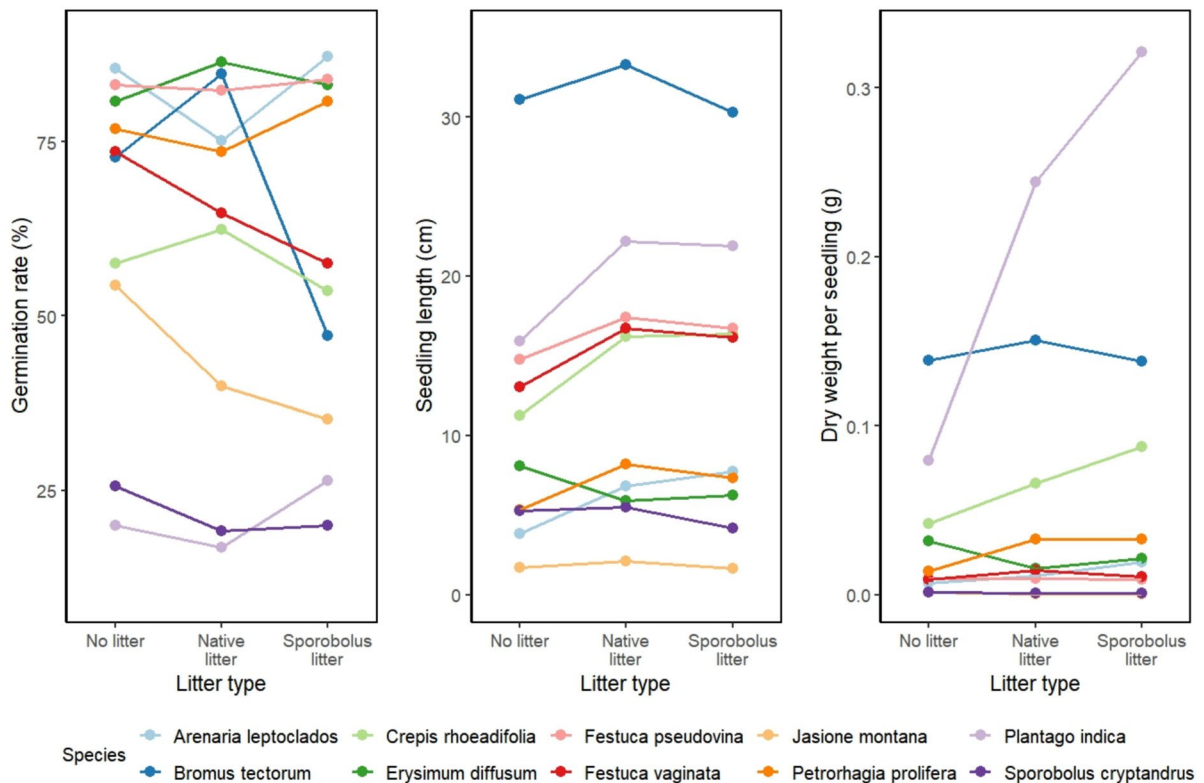 Germination rate (%)
75
50
25
No litter
Native
litter
Sporobolus
litter
Litter type
Seedling length (cm)
30
20
10
0
No litter
Native
litter
Sporobolus
litter
Litter type
Dry weight per seedling (g)
0.3
0.2
0.1
0.0
No litter
Native
litter
Sporobolus
litter
Litter type
Species
Arenaria leptoclados
Crepis rhoeadifolia
Festuca pseudovina
Jasione montana
Plantago indica
Bromus tectorum
Erysimum diffusum
Festuca vaginata
Petrorhagia prolifera
Sporobolus cryptandrus